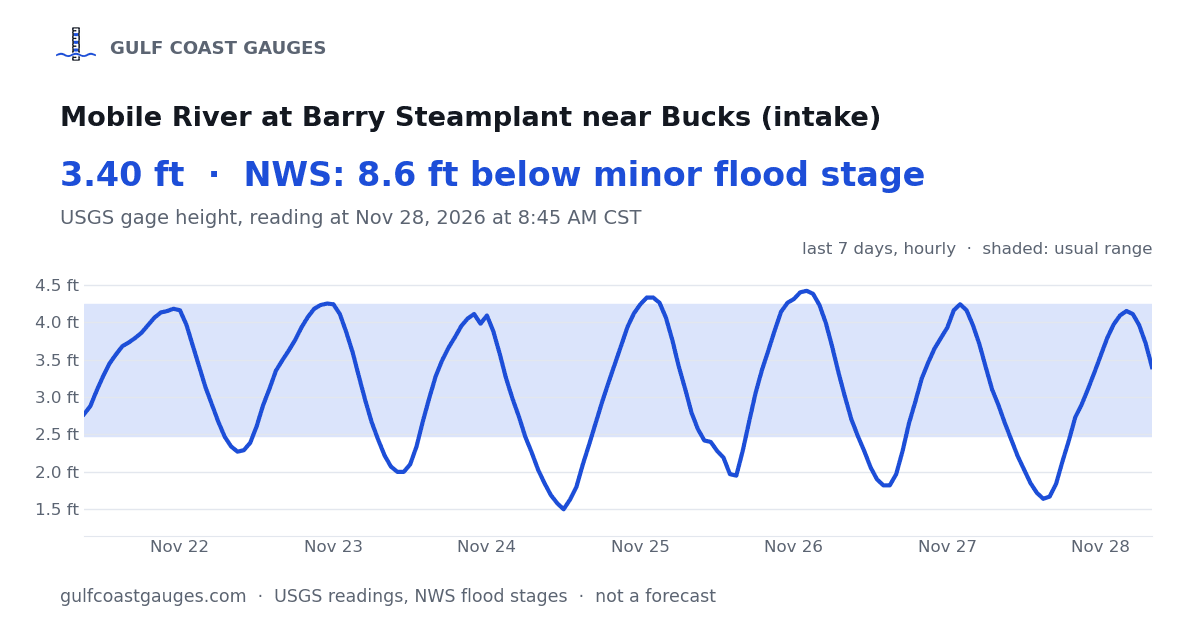 GULF COAST GAUGES
Mobile River at Barry Steamplant near Bucks (intake)
3.40 ft · NWS: 8.6 ft below minor flood stage
USGS gage height, reading at Nov 28, 2026 at 8:45 AM CST
last 7 days, hourly · shaded: usual range
4.5 ft
4.0 ft
3.5 ft
3.0 ft
2.5 ft
2.0 ft
1.5 ft
Nov 22 Nov 23 Nov 24 Nov 25 Nov 26 Nov 27 Nov 28
gulfcoastgauges.com · USGS readings, NWS flood stages · not a forecast